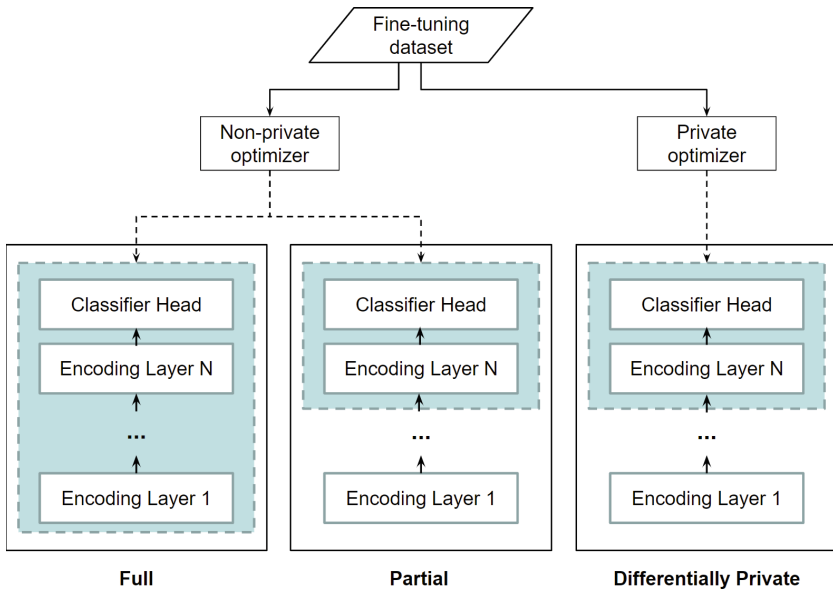 Fine-tuning
dataset
Non-private
optimizer
Private
optimizer
Classifier Head
Encoding Layer N
...
Encoding Layer 1
Full
Classifier Head
Encoding Layer N
...
Encoding Layer 1
Partial
Classifier Head
Encoding Layer N
...
Encoding Layer 1
Differentially Private